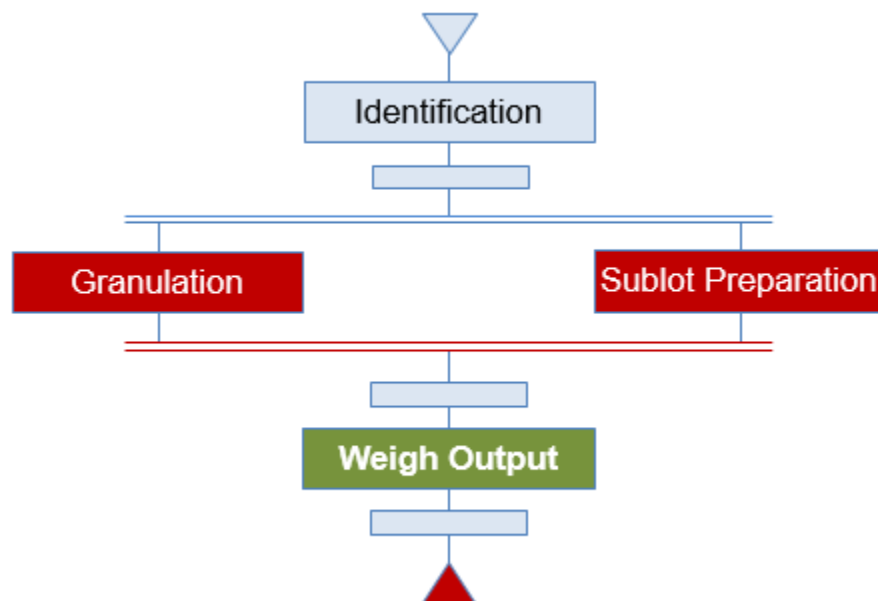 Identification
Granulation
Sublot Preparation
Weigh Output